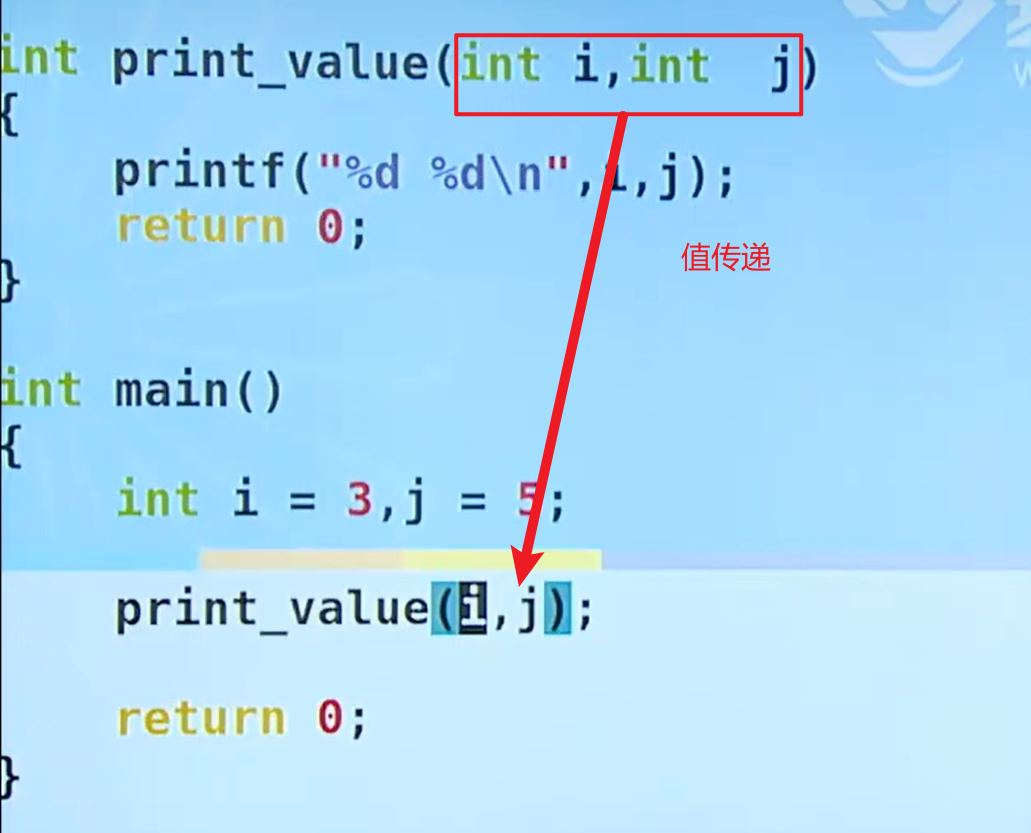 int print_value(int i,int  j)
{
    printf("%d %d\n",i,j);
    return 0;
}
值传递
int main()
{
    int i = 3,j = 5;
    print_value(i,j);
    return 0;
}